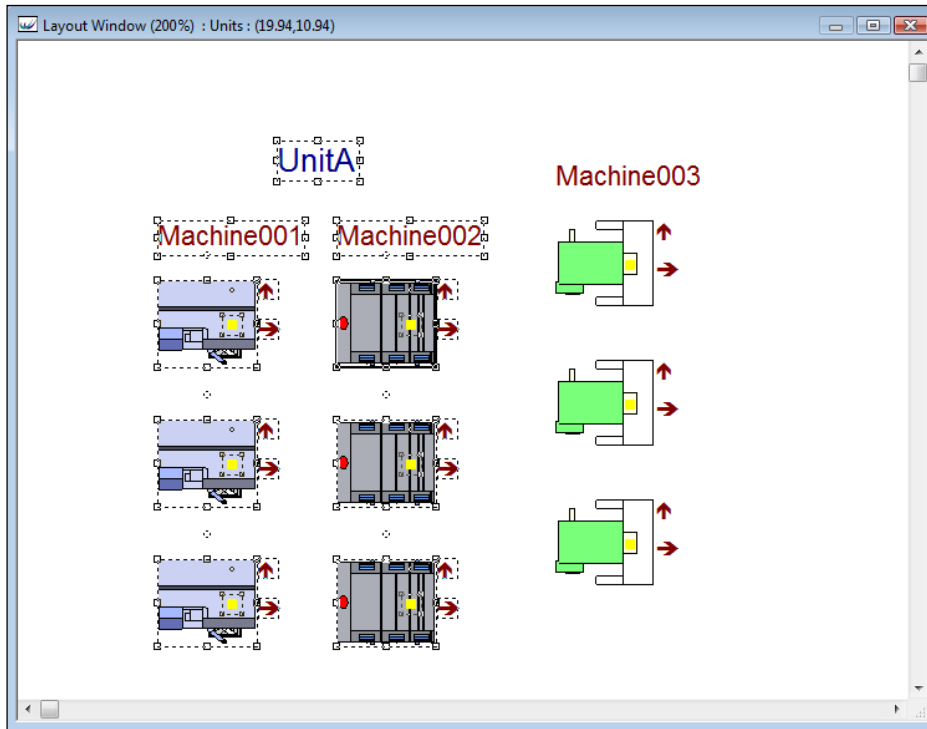 Layout Window (200%) : Units : (19.94,10.94)
UnitA
Machine003
Machine001
Machine002